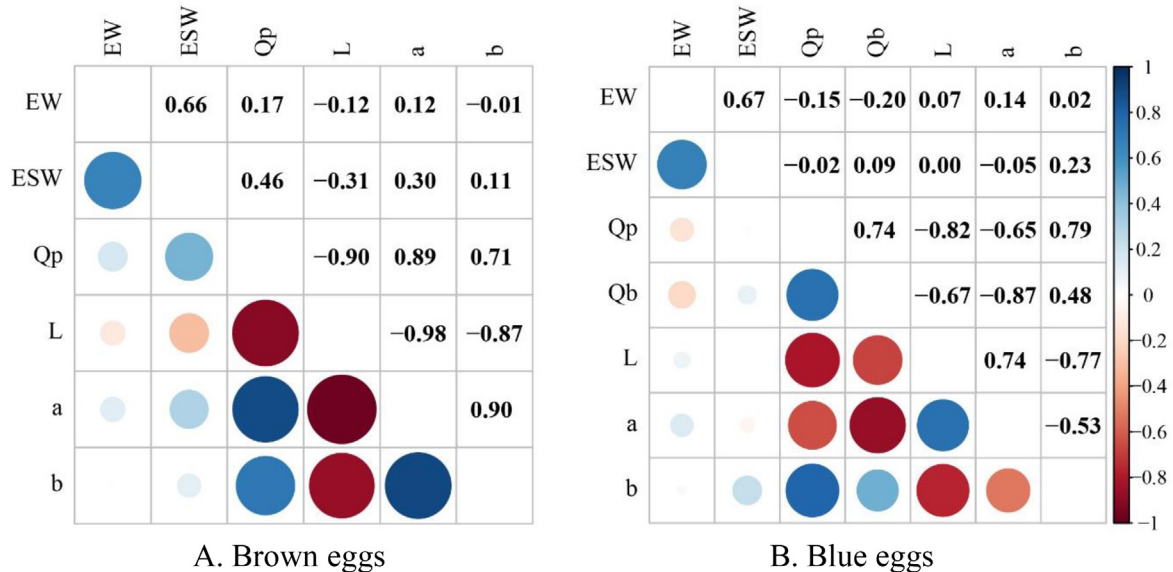 EW ESW Qp L a b
EW 0.66 0.17 −0.12 0.12 −0.01
ESW 0.46 −0.31 0.30 0.11
Qp −0.90 0.89 0.71
L −0.98 −0.87
a 0.90
b
A. Brown eggs
EW ESW Qp Qb L a b
EW 0.67 −0.15 −0.20 0.07 0.14 0.02
ESW −0.02 0.09 0.00 −0.05 0.23
Qp 0.74 −0.82 −0.65 0.79
Qb −0.67 −0.87 0.48
L 0.74 −0.77
a −0.53
b
B. Blue eggs
1
0.8
0.6
0.4
0.2
0
−0.2
−0.4
−0.6
−0.8
−1